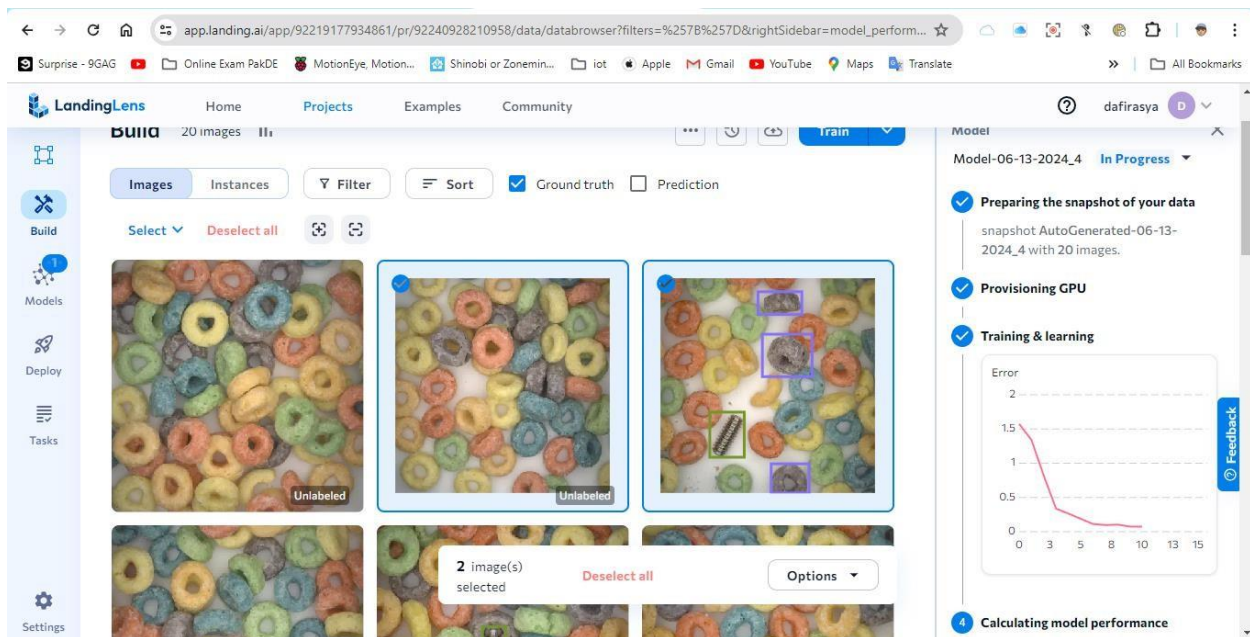 app.landing.ai/app/92219177934861/pr/92240928210958/data/databrowser?filters=%257B%257D&rightSidebar=model_perform...
Surprise - 9GAG
Online Exam PakDE
MotionEye, Motion...
Shinobi or Zonemin...
iot
Apple
Gmail
YouTube
Maps
Translate
»
All Bookmarks
LandingLens
Home
Projects
Examples
Community
dafirasya
D
Build
20 images
Train
Model
Model-06-13-2024_4
In Progress
Images
Instances
Filter
Sort
Ground truth
Prediction
Select
Deselect all
Build
1
Models
Deploy
Tasks
Settings
Unlabeled
Unlabeled
2 image(s)
selected
Deselect all
Options
Preparing the snapshot of your data
snapshot AutoGenerated-06-13-
2024_4 with 20 images.
Provisioning GPU
Training & learning
Error
2
1.5
1
0.5
0
0 3 5 8 10 13 15
4 Calculating model performance
Feedback